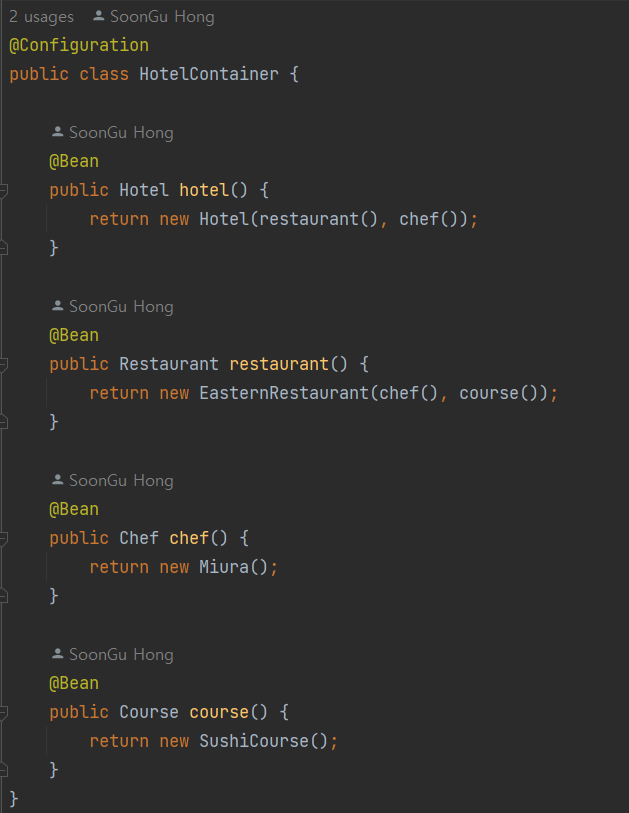 2 usages SoonGu Hong
@Configuration
public class HotelContainer {
SoonGu Hong
@Bean
public Hotel hotel() {
return new Hotel(restaurant(), chef());
}
SoonGu Hong
@Bean
public Restaurant restaurant() {
return new EasternRestaurant(chef(), course());
}
SoonGu Hong
@Bean
public Chef chef() {
return new Miura();
}
SoonGu Hong
@Bean
public Course course() {
return new SushiCourse();
}
}